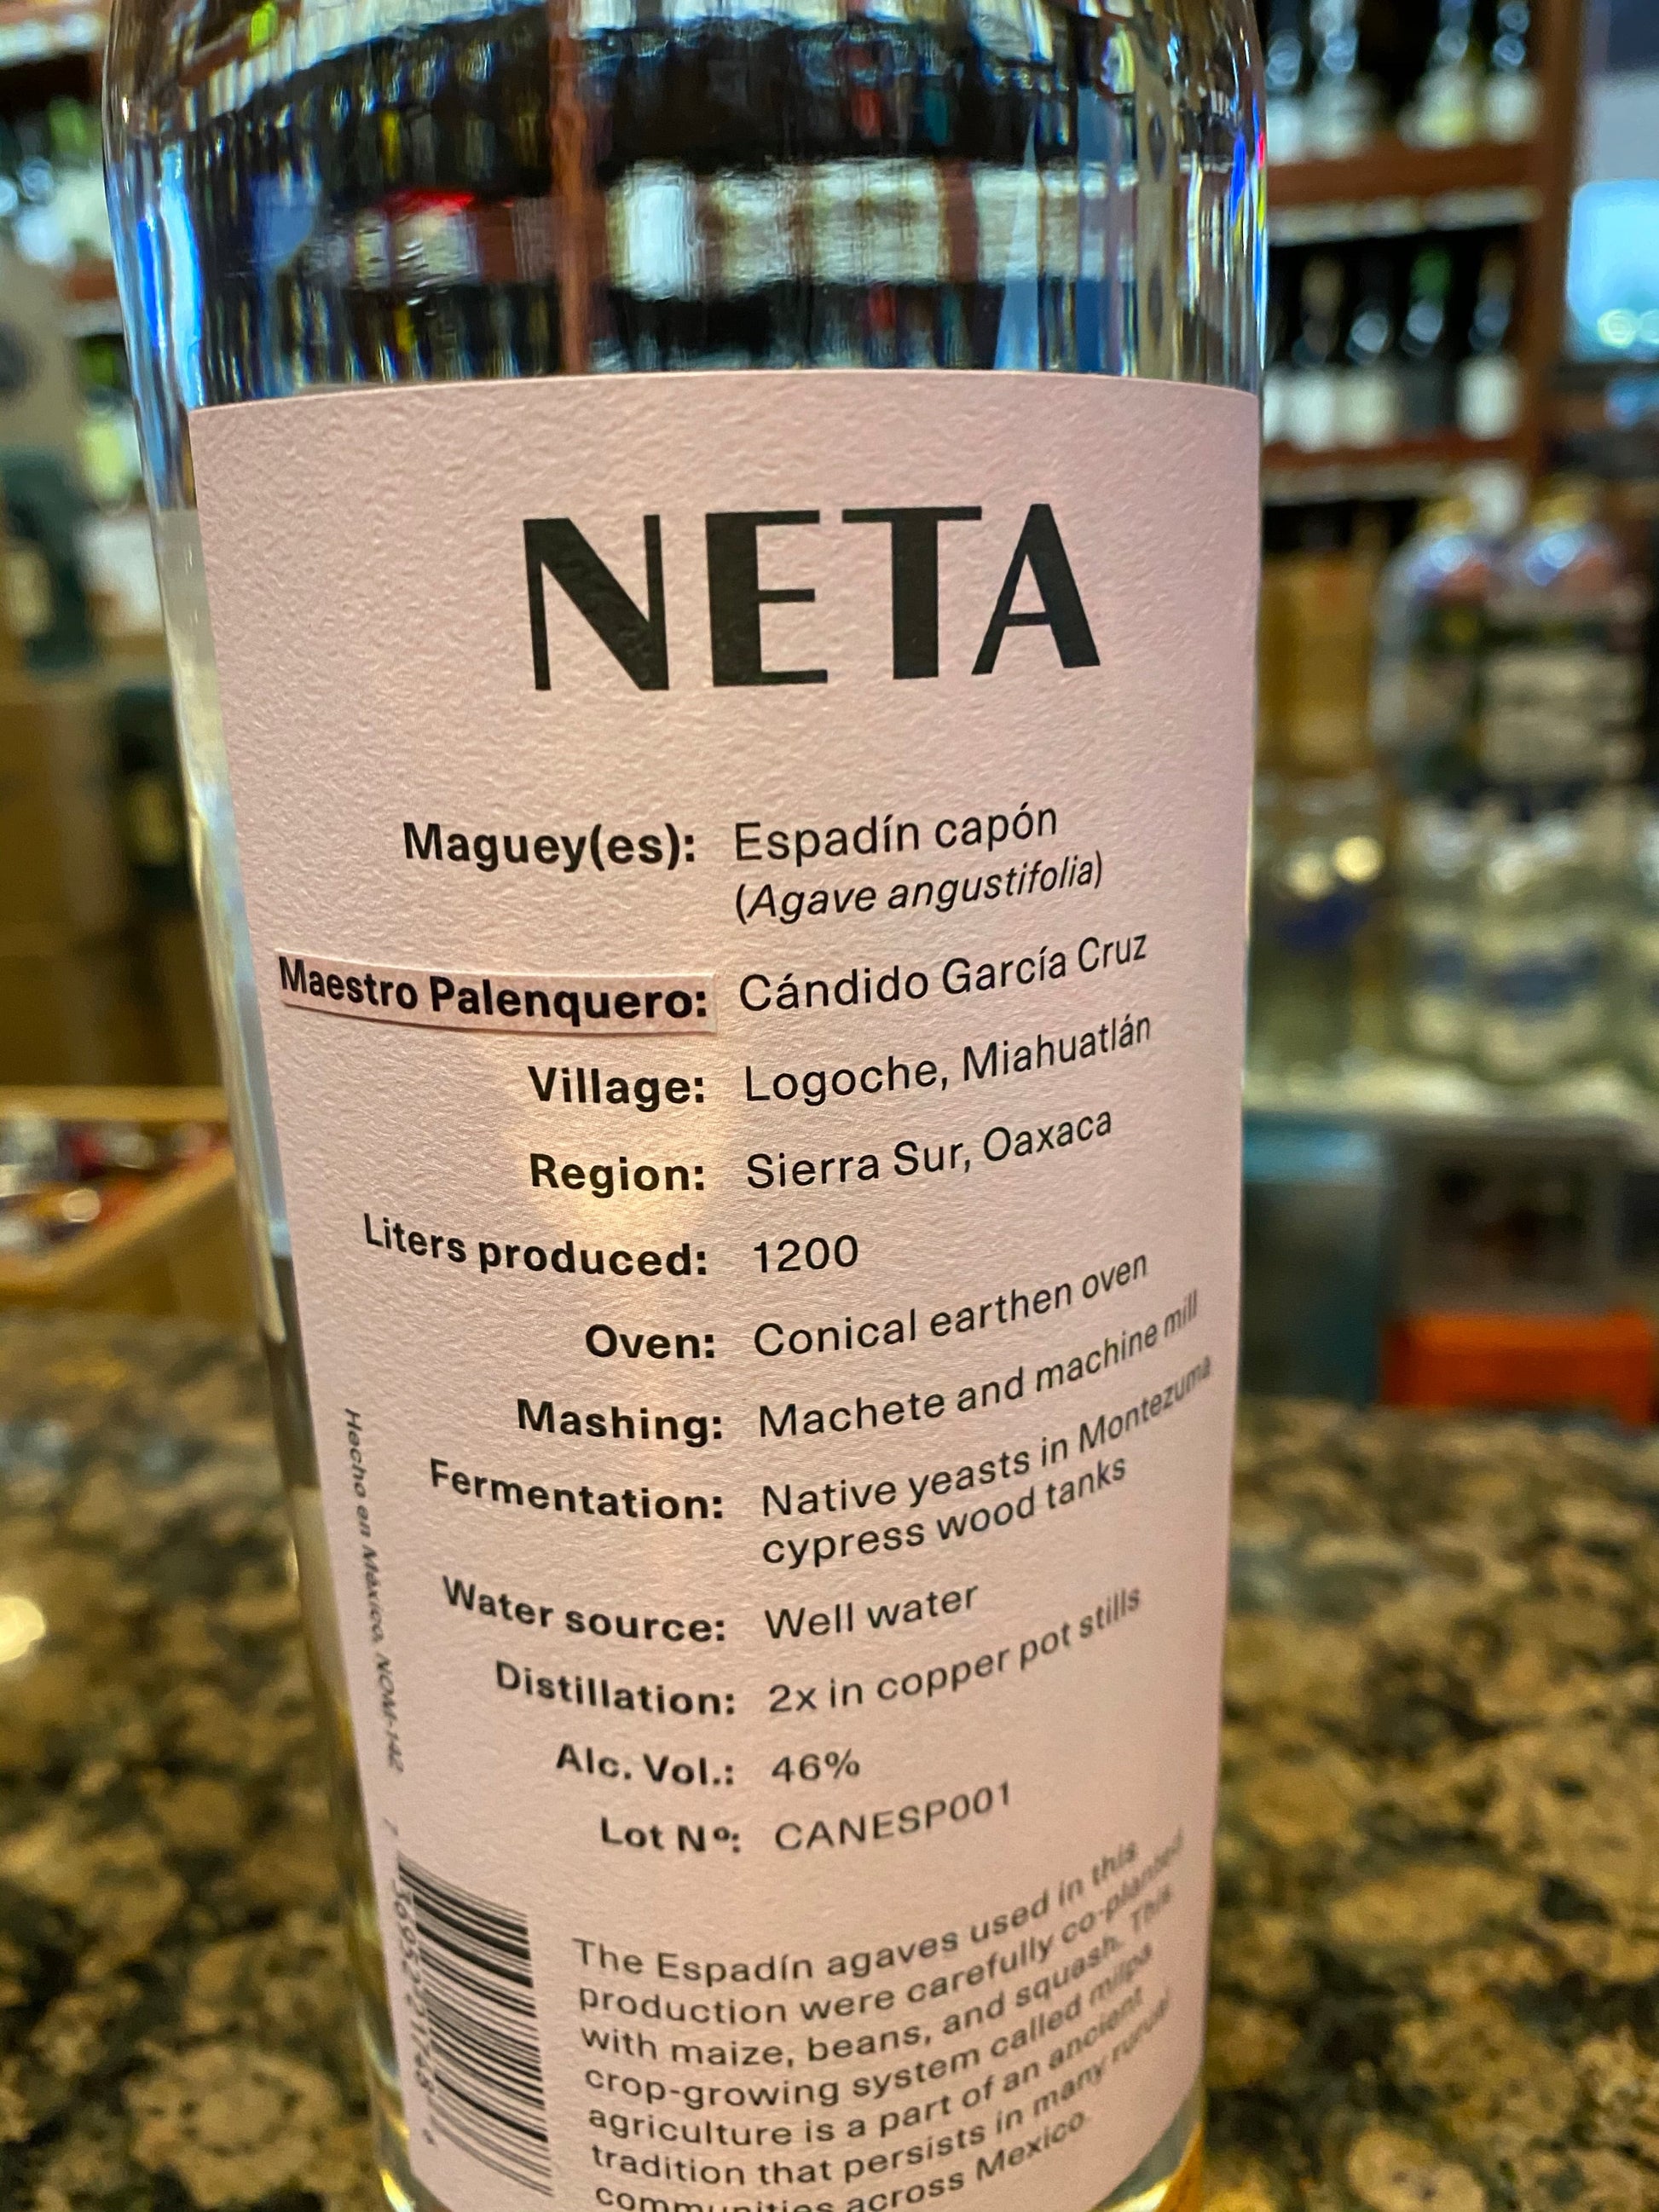 NETA
Maguey(es): Espadín capón
(Agave angustifolia)
Maestro Palenquero: Cándido García Cruz
Village: Logoche, Miahuatlán
Region: Sierra Sur, Oaxaca
Liters produced: 1200
Oven: Conical earthen oven
Mashing: Machete and machine mill
Fermentation: Native yeasts in Montezuma
cypress wood tanks
Water source: Well water
Distillation: 2x in copper pot stills
Alc. Vol.: 46%
Lot Nº: CANESP001
Hecho en México, NOM-142
The Espadín agaves used in this
production were carefully co-planted
with maize, beans, and squash. This
crop-growing system called milpa
agriculture is a part of an ancient
tradition that persists in many rural
communities across Mexico.